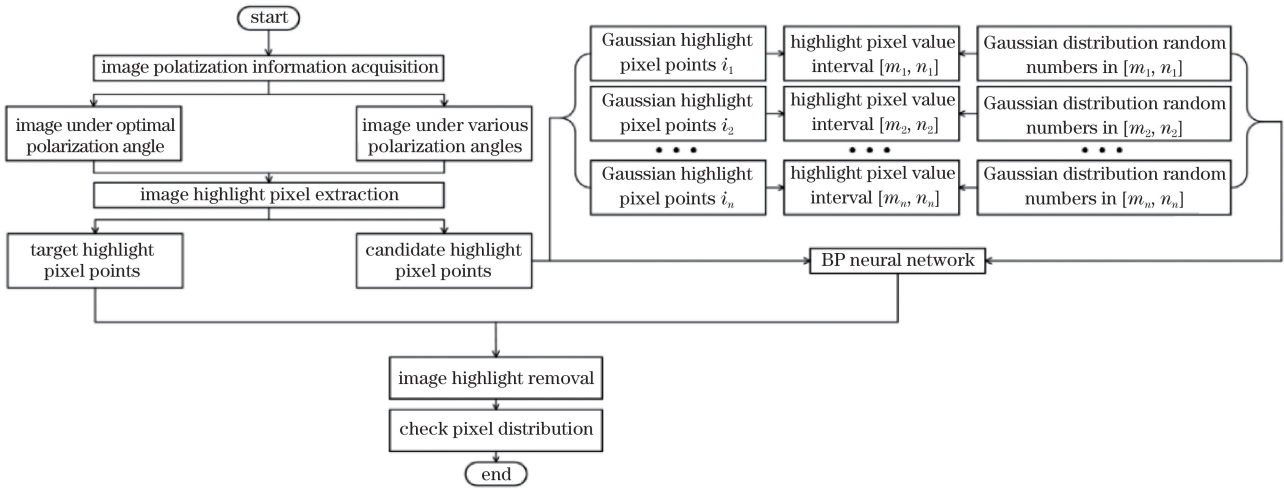 start
image polatization information acquisition
image under optimal
polarization angle
image under various
polarization angles
image highlight pixel extraction
target highlight
pixel points
candidate highlight
pixel points
Gaussian highlight
pixel points i₁
highlight pixel value
interval [m₁, n₁]
Gaussian distribution random
numbers in [m₁, n₁]
Gaussian highlight
pixel points i₂
highlight pixel value
interval [m₂, n₂]
Gaussian distribution random
numbers in [m₂, n₂]
• • •
• • •
• • •
Gaussian highlight
pixel points iₙ
highlight pixel value
interval [mₙ, nₙ]
Gaussian distribution random
numbers in [mₙ, nₙ]
BP neural network
image highlight removal
check pixel distribution
end